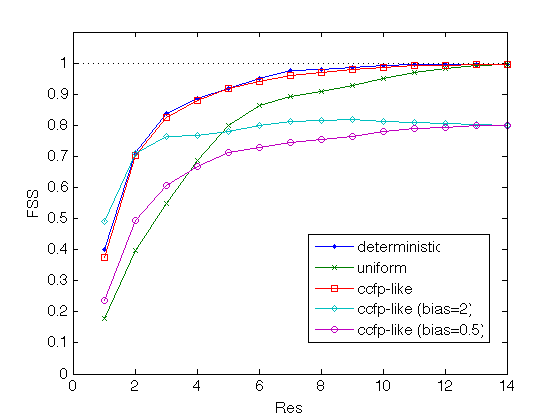 1
0.9
0.8
0.7
0.6
0.5
0.4
0.3
0.2
0.1
0
FSS
deterministic
uniform
ccfp-like
ccfp-like (bias=2)
ccfp-like (bias=0.5)
0 2 4 6 8 10 12 14
Res